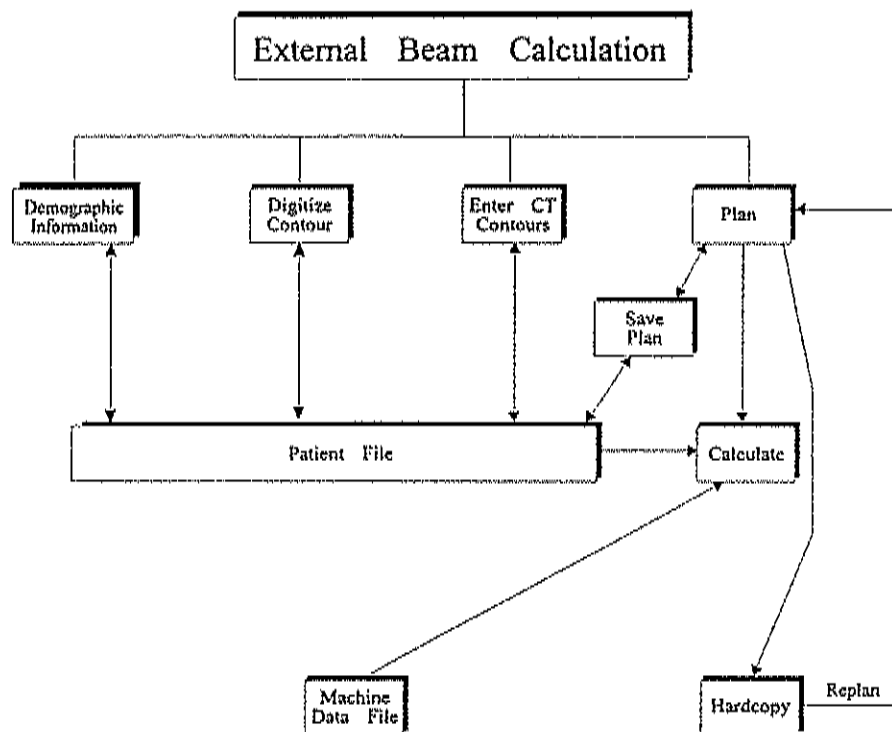 External Beam Calculation
Demographic
Information
Digitize
Contour
Enter CT
Contours
Plan
Save
Plan
Patient File
Calculate
Machine
Data File
Hardcopy
Replan